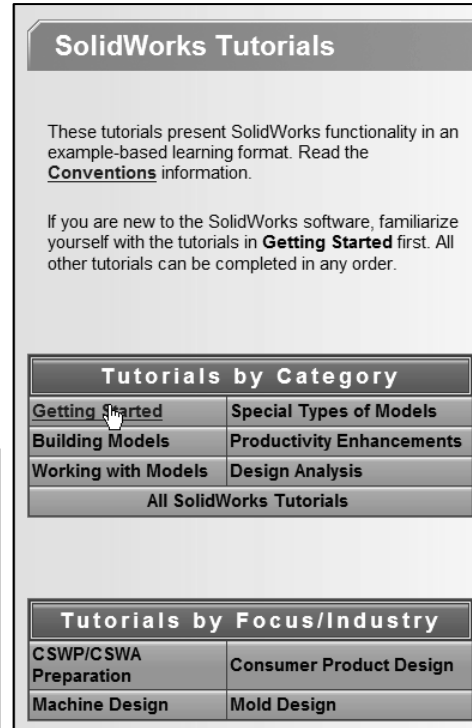 SolidWorks Tutorials
These tutorials present SolidWorks functionality in an
example-based learning format. Read the
Conventions information.
If you are new to the SolidWorks software, familiarize
yourself with the tutorials in Getting Started first. All
other tutorials can be completed in any order.
Tutorials by Category
Getting Started Special Types of Models
Building Models Productivity Enhancements
Working with Models Design Analysis
All SolidWorks Tutorials
Tutorials by Focus/Industry
CSWP/CSWA
Preparation Consumer Product Design
Machine Design Mold Design